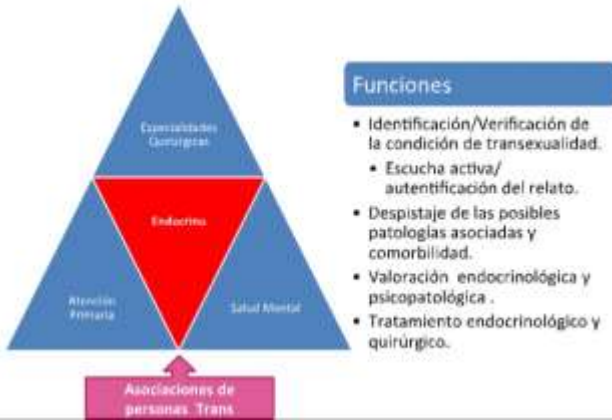 Especialidades
Quirúrgicas
Endocrino
Atención
Primaria
Salud Mental
Asociaciones de
personas Trans
Funciones
• Identificación/Verificación de
la condición de transexualidad.
• Escucha activa/
autentificación del relato.
• Despistaje de las posibles
patologías asociadas y
comorbilidad.
• Valoración endocrinológica y
psicopatológica .
• Tratamiento endocrinológico y
quirúrgico.